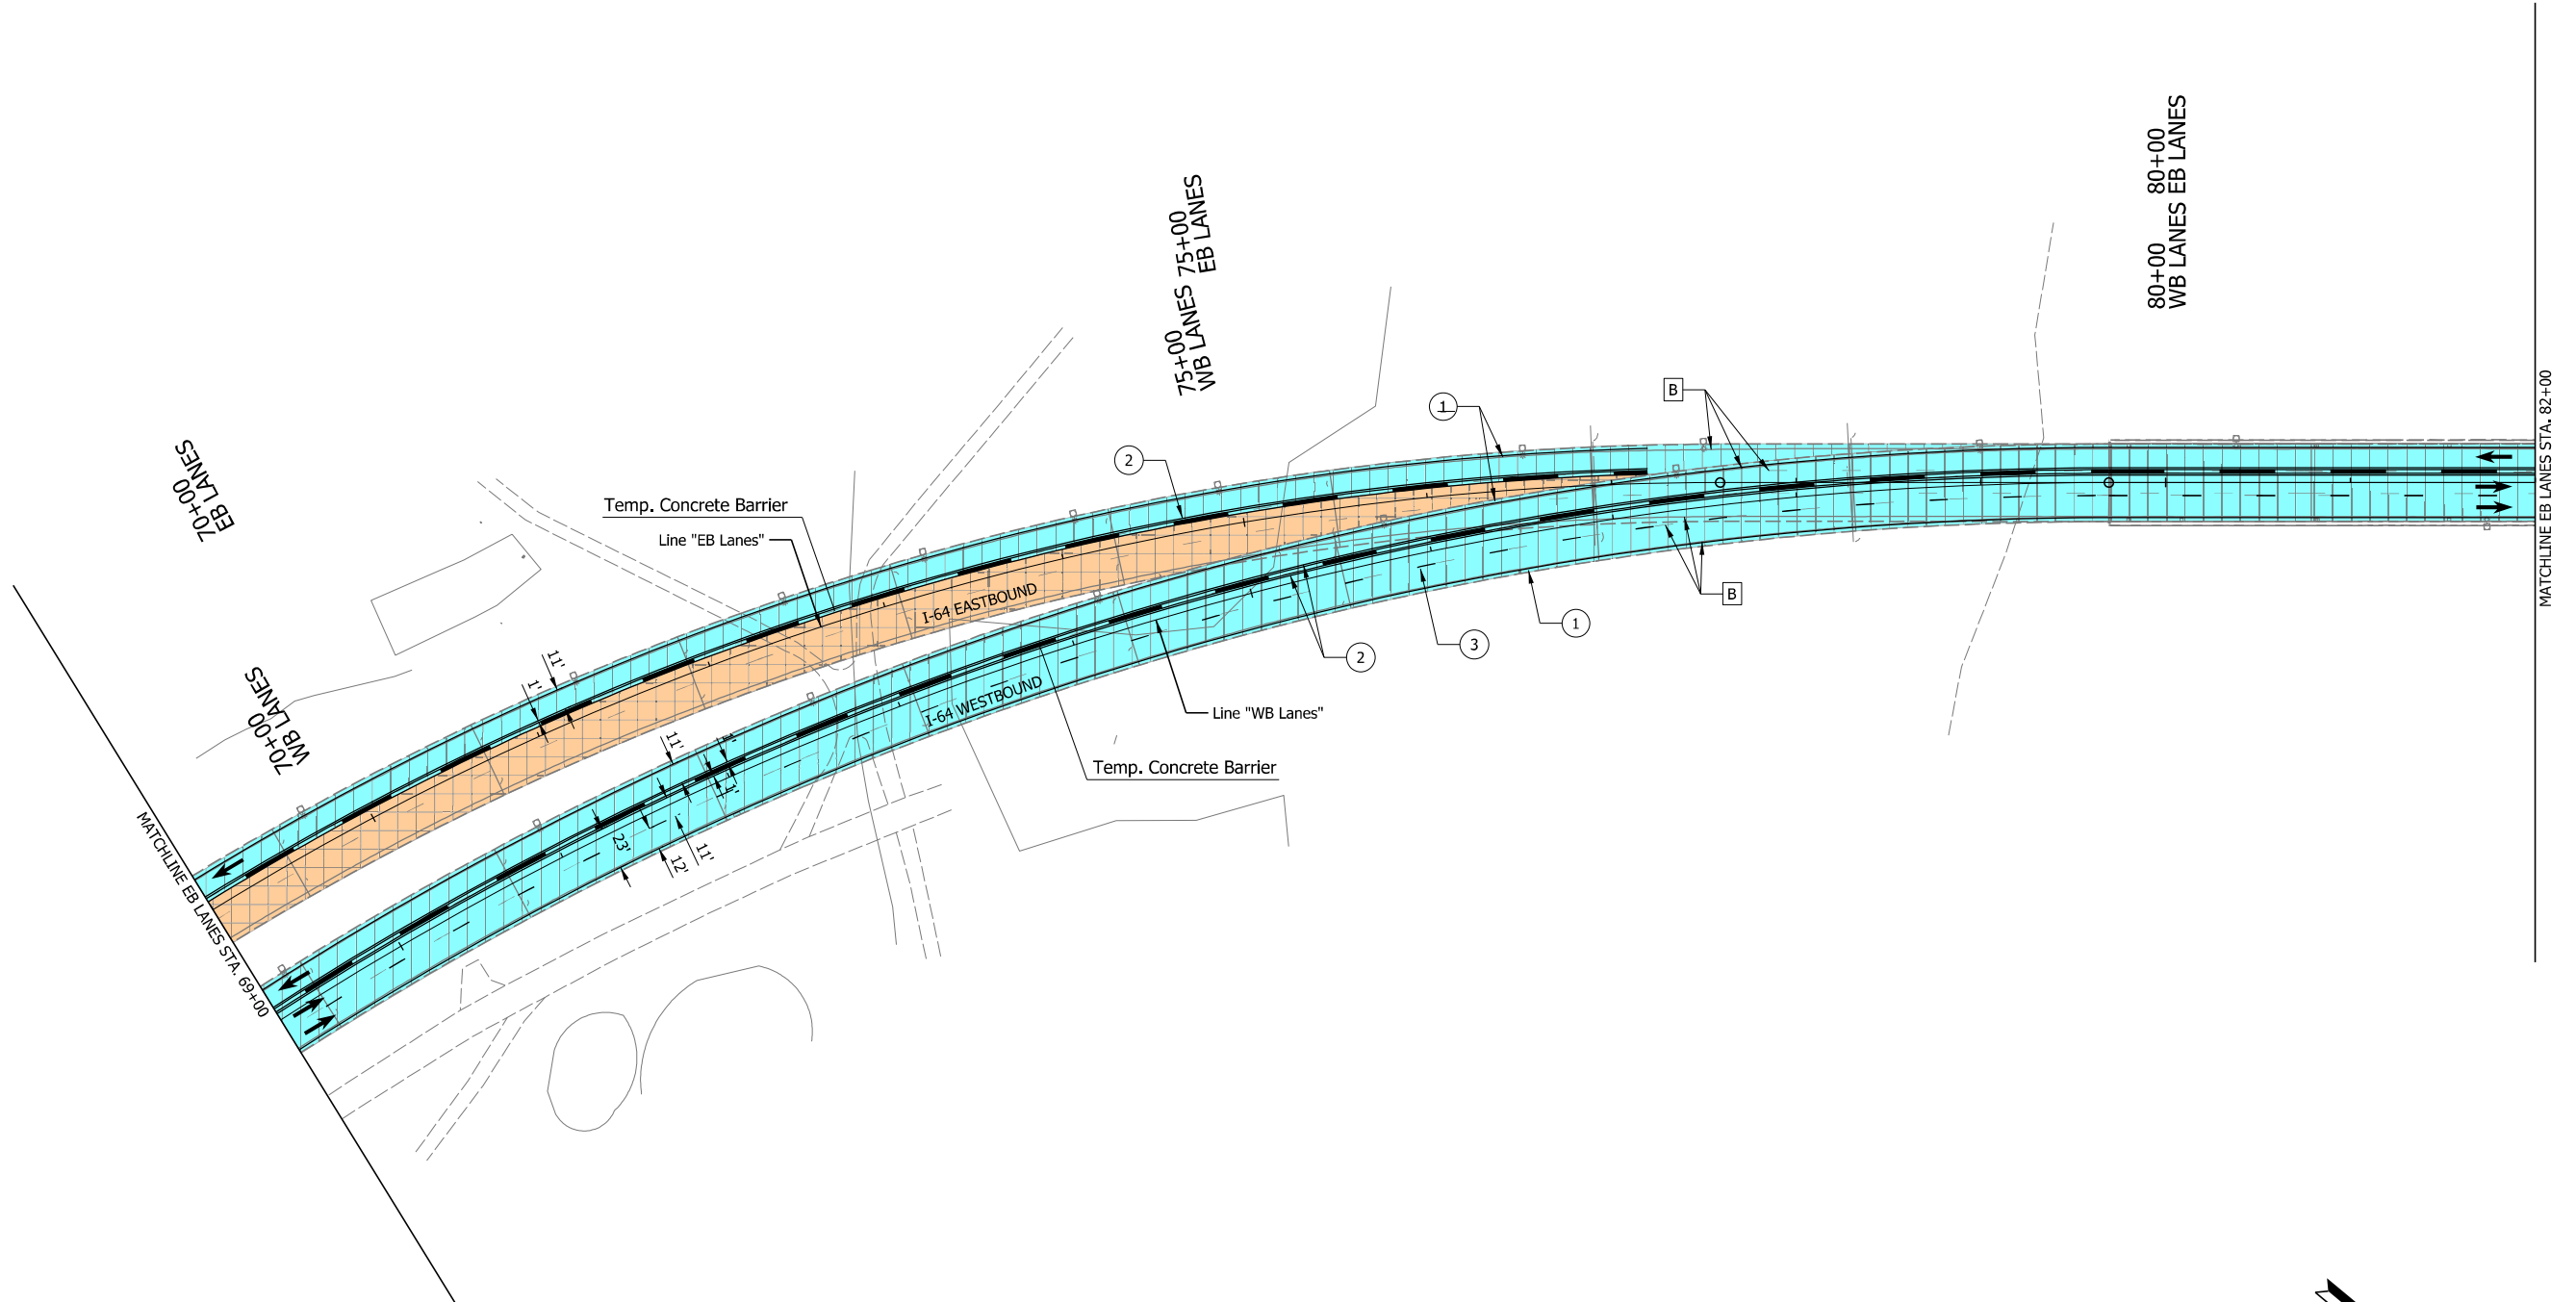 80+00 80+00
WB LANES EB LANES
75+00 75+00
WB LANES EB LANES
70+00
EB LANES
70+00
WB LANES
B
1
2
Temp. Concrete Barrier
Line "EB Lanes"
I-64 EASTBOUND
11'
1'
I-64 WESTBOUND
11'
1'
1'
23'
12'
11'
B
1
3
2
Line "WB Lanes"
Temp. Concrete Barrier
MATCHLINE EB LANES STA. 69+00
MATCHLINE EB LANES STA. 82+00